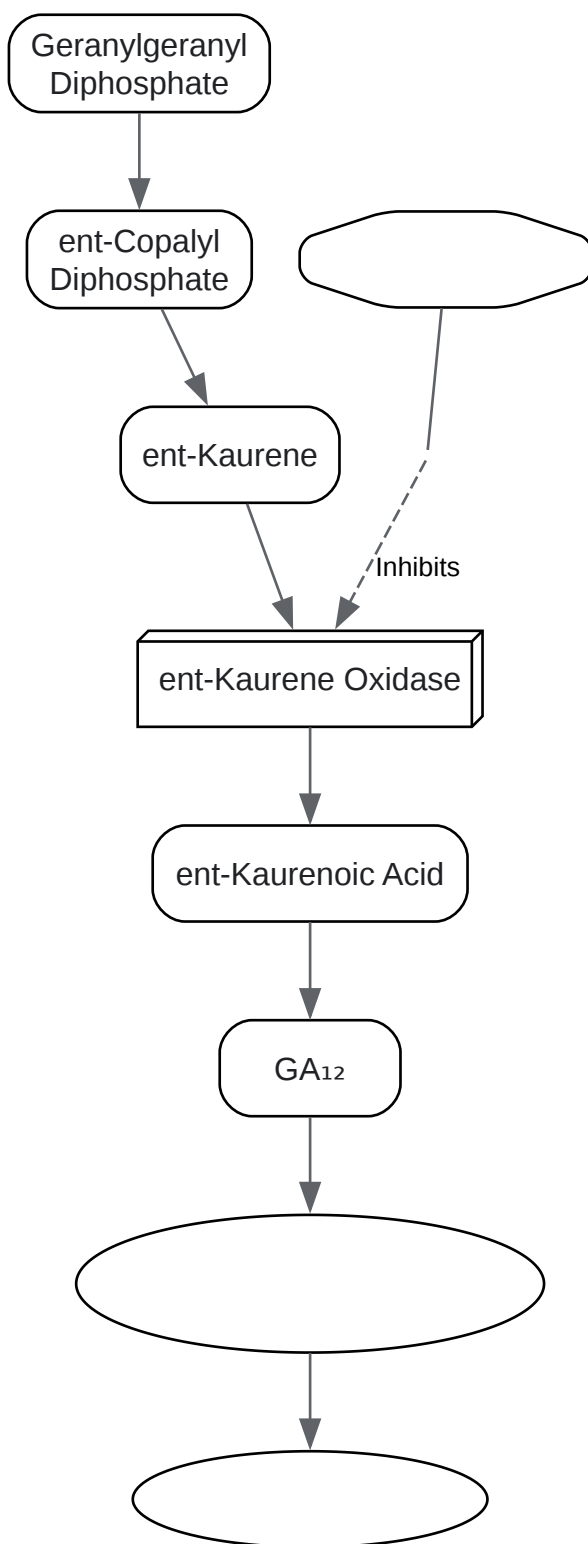 Geranylgeranyl
Diphosphate
ent-Copalyl
Diphosphate
ent-Kaurene
Inhibits
ent-Kaurene Oxidase
ent-Kaurenoic Acid
GA₁₂